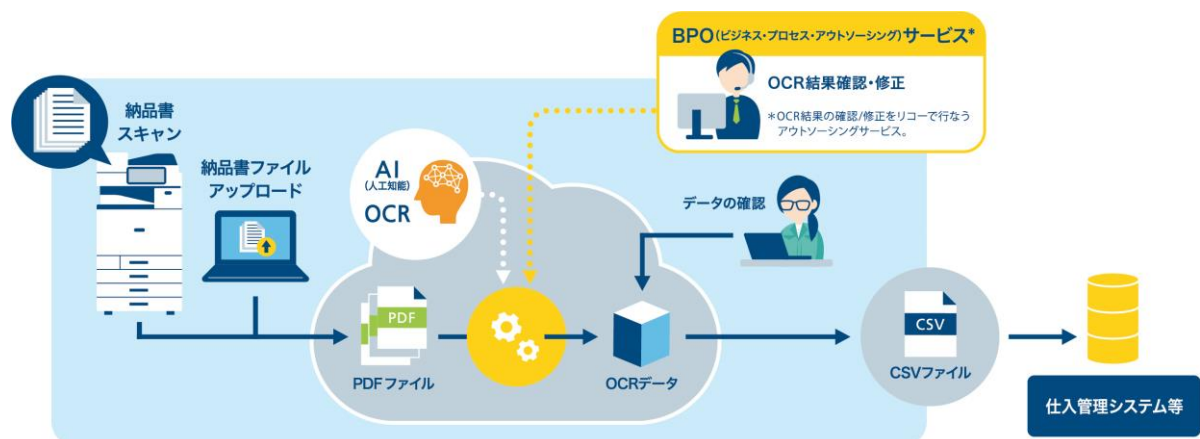 BPO(ビジネス・プロセス・アウトソーシング)サービス*
OCR結果確認・修正
*OCR結果の確認/修正をリコーで行なう
アウトソーシングサービス。
納品書
スキャン
納品書ファイル
アップロード
AI
(人工知能)
OCR
データの確認
PDF
PDFファイル
OCRデータ
CSV
CSVファイル
仕入管理システム等